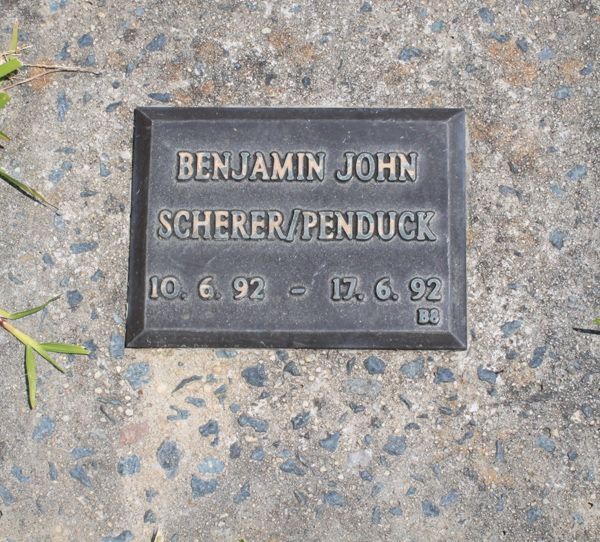 BENJAMIN JOHN
SCHERER/PENDUCK
10. 6. 92 - 17. 6. 92
B8